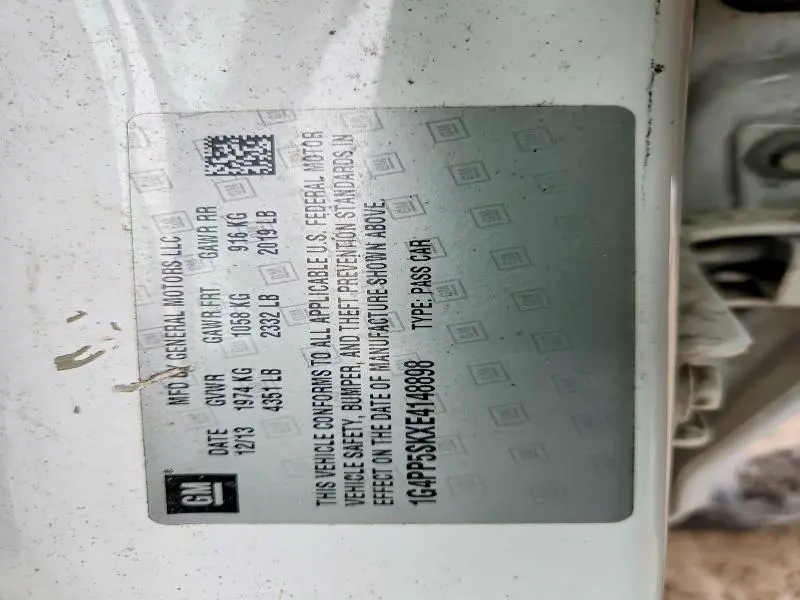 GM®
MFD BY GENERAL MOTORS LLC
DATE GVWR GAWR FRT GAWR RR
12/13 1974 KG 1058 KG 916 KG
4351 LB 2332 LB 2019 LB
THIS VEHICLE CONFORMS TO ALL APPLICABLE U.S. FEDERAL MOTOR
VEHICLE SAFETY, BUMPER, AND THEFT PREVENTION STANDARDS IN
EFFECT ON THE DATE OF MANUFACTURE SHOWN ABOVE.
1G4PP5SKXE4148898 TYPE: PASS CAR